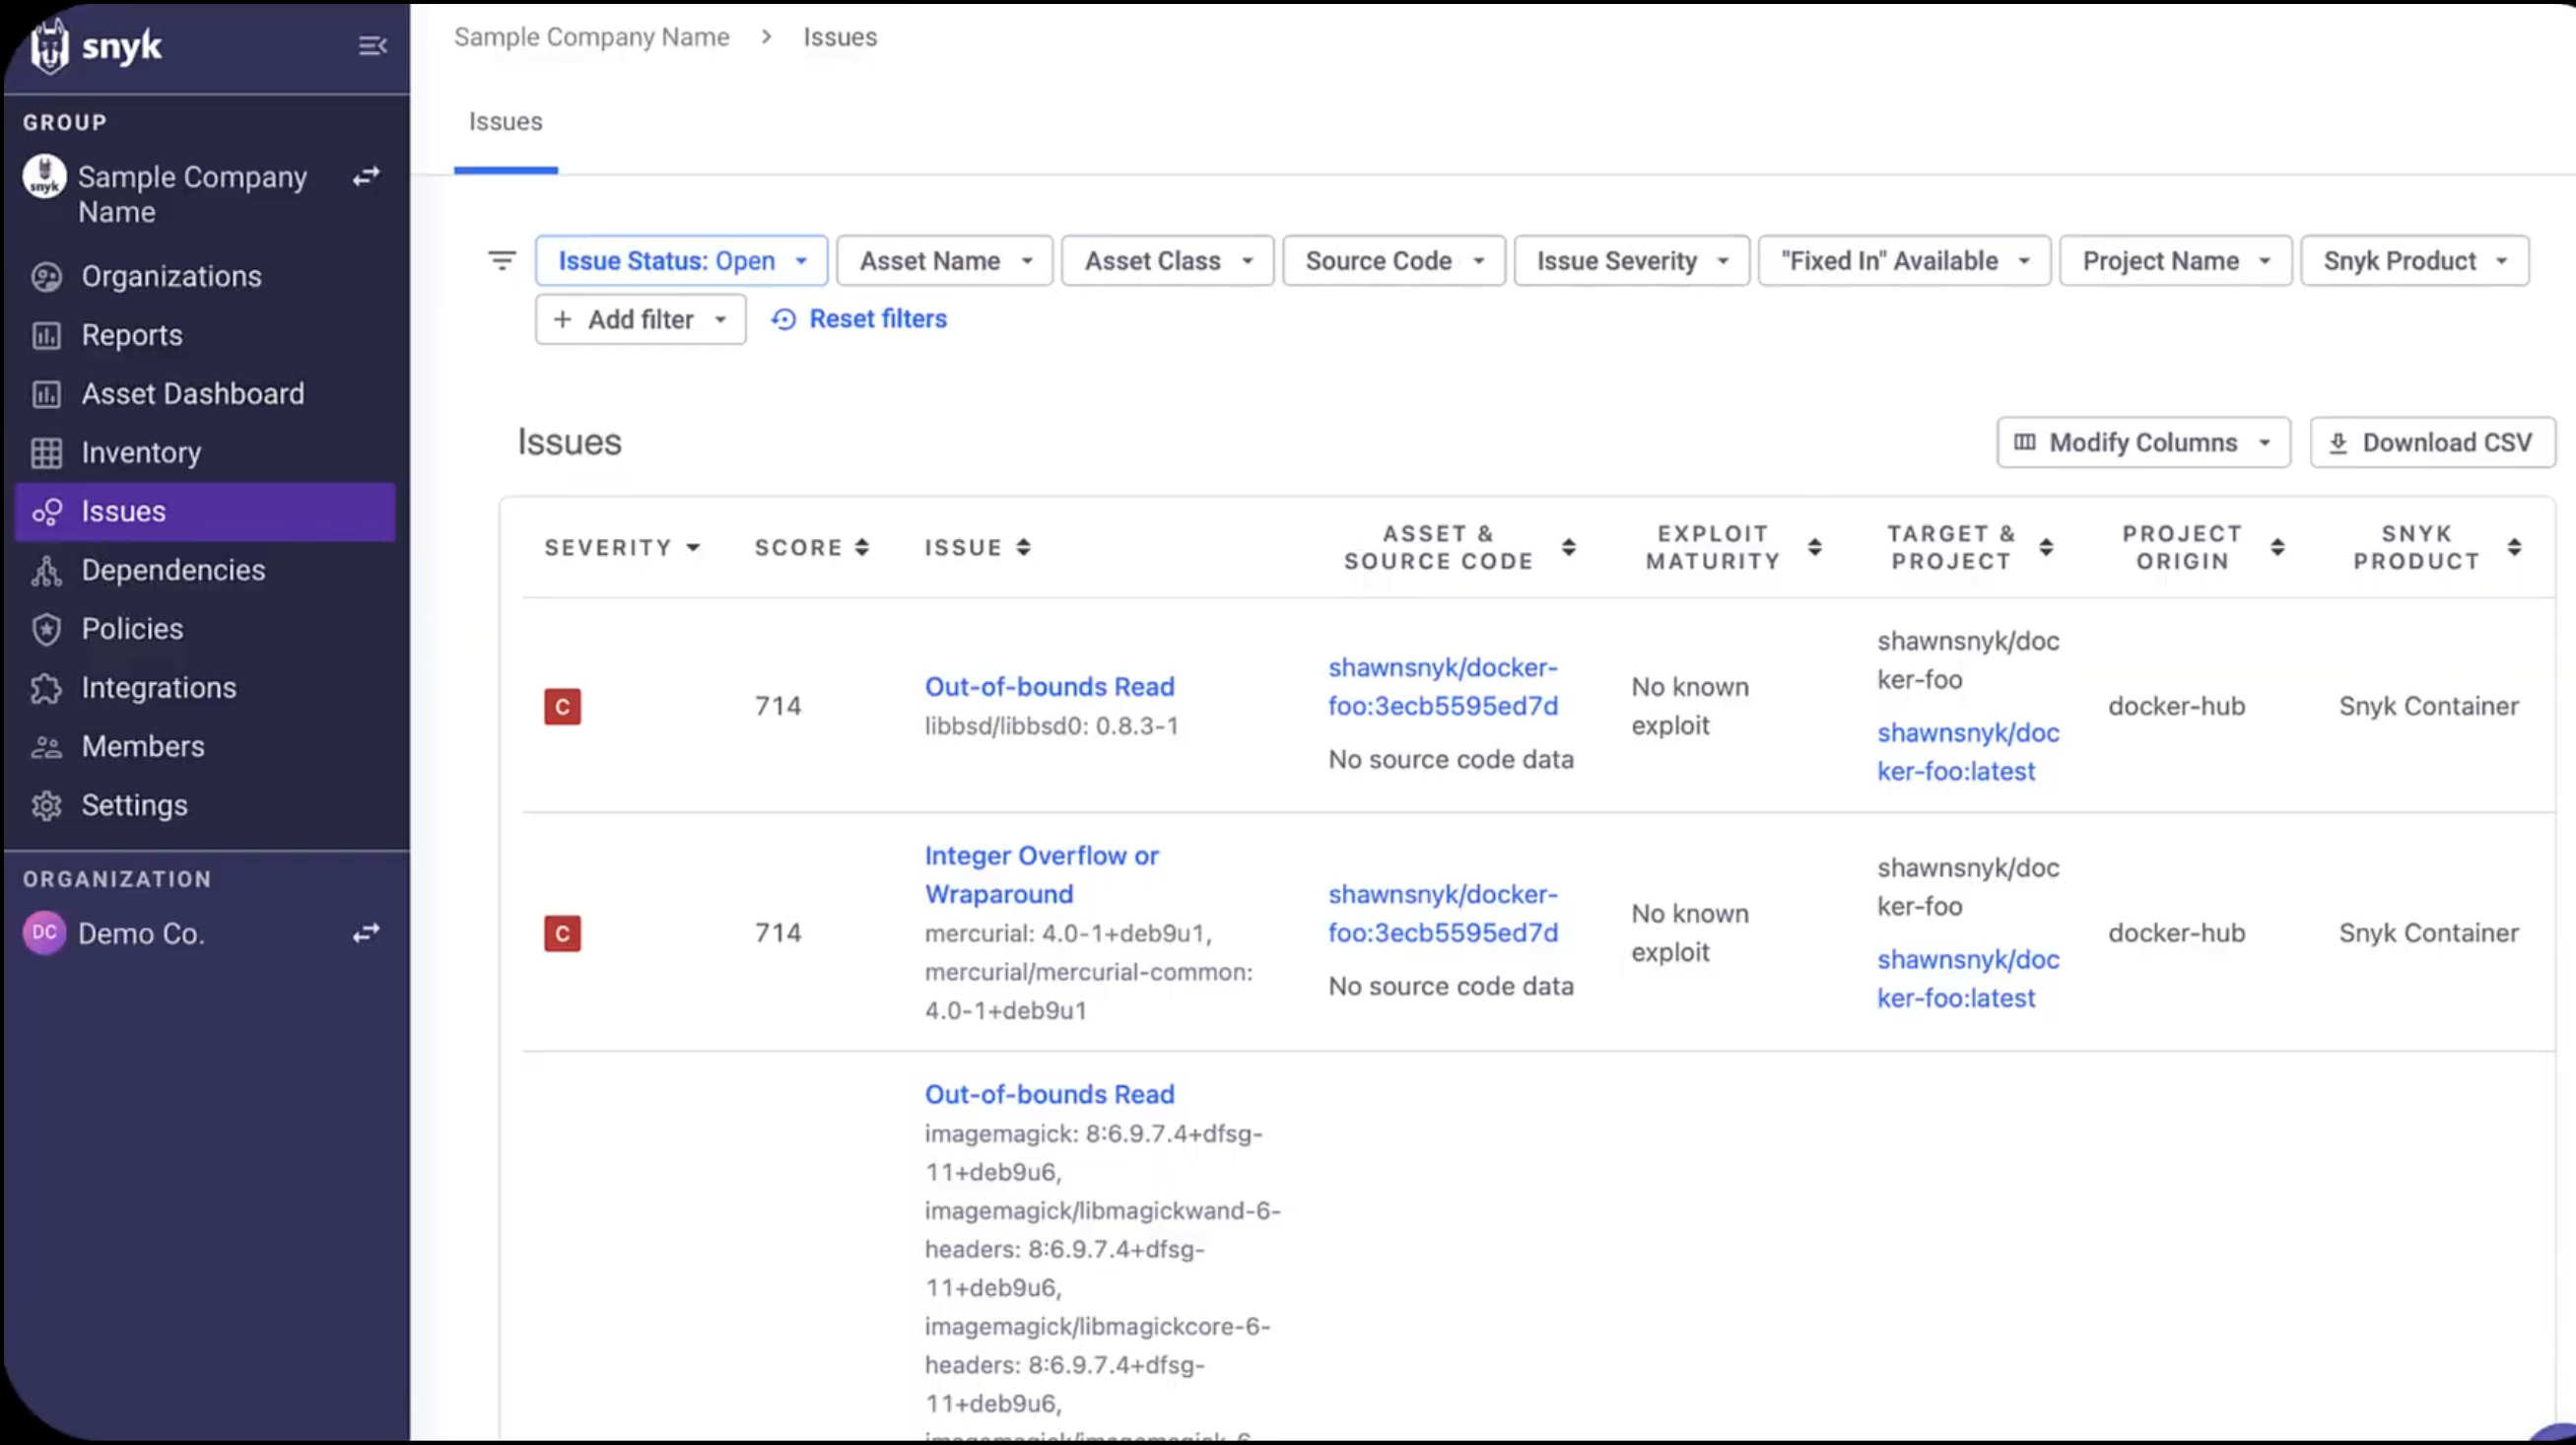 snyk
GROUP
snyk
Sample Company
Name
Organizations
Reports
Asset Dashboard
Inventory
Issues
Dependencies
Policies
Integrations
Members
Settings
ORGANIZATION
DC
Demo Co.
Sample Company Name > Issues
Issues
Issue Status: Open
Asset Name
Asset Class
Source Code
Issue Severity
"Fixed In" Available
Project Name
Snyk Product
+ Add filter
Reset filters
Issues
Modify Columns
Download CSV
SEVERITY
SCORE
ISSUE
ASSET &
SOURCE CODE
EXPLOIT
MATURITY
TARGET &
PROJECT
PROJECT
ORIGIN
SNYK
PRODUCT
C
714
Out-of-bounds Read
libbsd/libbsd0: 0.8.3-1
shawnsnyk/docker-
foo:3ecb5595ed7d
No source code data
No known
exploit
shawnsnyk/doc
ker-foo
shawnsnyk/doc
ker-foo:latest
docker-hub
Snyk Container
C
714
Integer Overflow or
Wraparound
mercurial: 4.0-1+deb9u1,
mercurial/mercurial-common:
4.0-1+deb9u1
shawnsnyk/docker-
foo:3ecb5595ed7d
No source code data
No known
exploit
shawnsnyk/doc
ker-foo
shawnsnyk/doc
ker-foo:latest
docker-hub
Snyk Container
Out-of-bounds Read
imagemagick: 8:6.9.7.4+dfsg-
11+deb9u6,
imagemagick/libmagickwand-6-
headers: 8:6.9.7.4+dfsg-
11+deb9u6,
imagemagick/libmagickcore-6-
headers: 8:6.9.7.4+dfsg-
11+deb9u6,